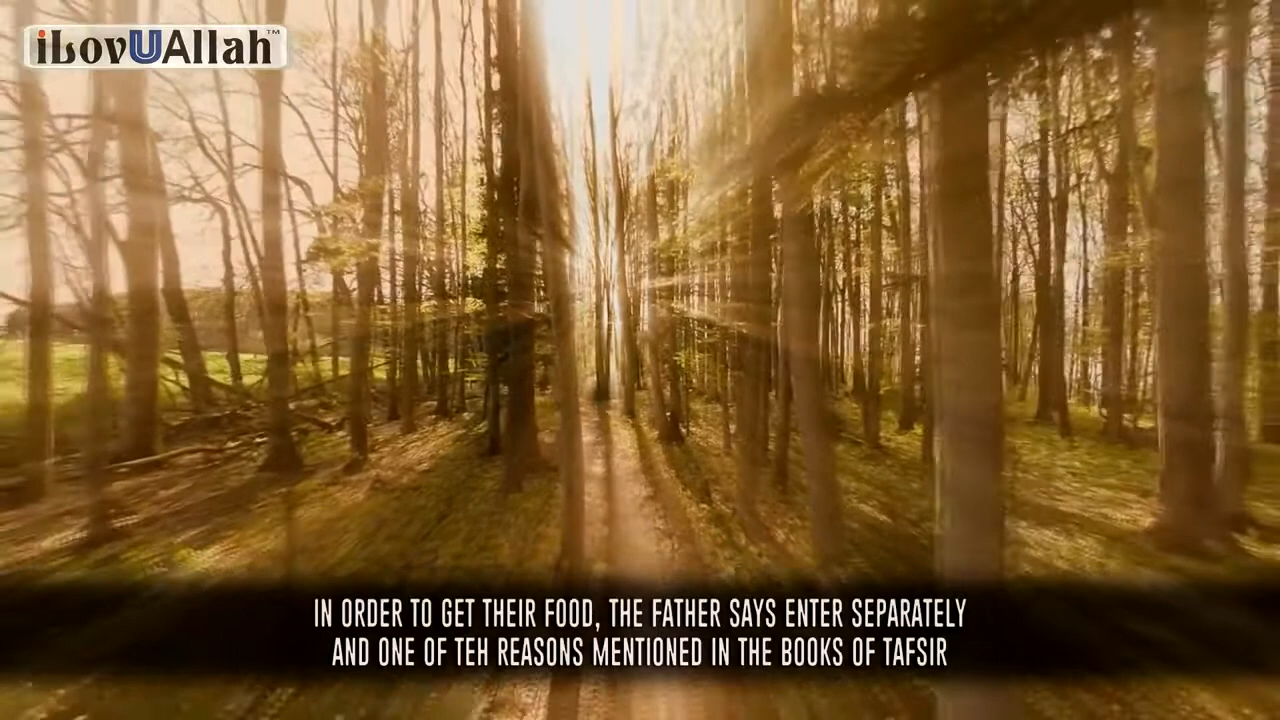 iLovUAllah™
IN ORDER TO GET THEIR FOOD, THE FATHER SAYS ENTER SEPARATELY
AND ONE OF TEH REASONS MENTIONED IN THE BOOKS OF TAFSIR